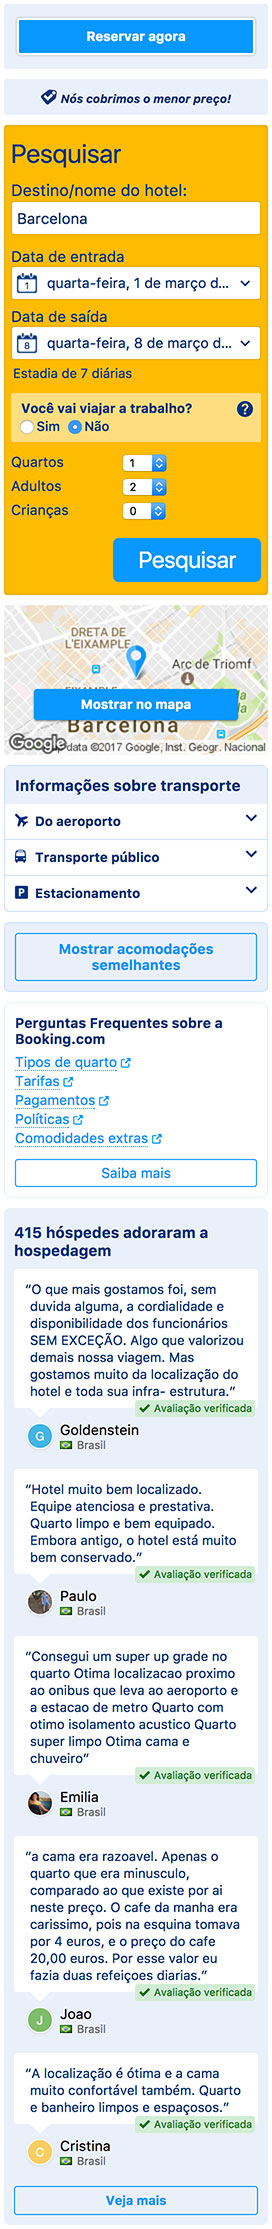 Reservar agora
Nós cobrimos o menor preço!
Pesquisar
Destino/nome do hotel:
Barcelona
Data de entrada
1 quarta-feira, 1 de março d...
Data de saída
8 quarta-feira, 8 de março d...
Estadia de 7 diárias
Você vai viajar a trabalho? ?
Sim Não
Quartos 1
Adultos 2
Crianças 0
Pesquisar
DRETA DE
L'EIXAMPLE
Arc de Triomf
Mostrar no mapa
Barcelona
Google data ©2017 Google, Inst. Geogr. Nacional
Informações sobre transporte
Do aeroporto
Transporte público
P Estacionamento
Mostrar acomodações
semelhantes
Perguntas Frequentes sobre a
Booking.com
Tipos de quarto
Tarifas
Pagamentos
Políticas
Comodidades extras
Saiba mais
415 hóspedes adoraram a
hospedagem
“O que mais gostamos foi, sem
duvida alguma, a cordialidade e
disponibilidade dos funcionários
SEM EXCEÇÃO. Algo que valorizou
demais nossa viagem. Mas
gostamos muito da localização do
hotel e toda sua infra- estrutura.”
Avaliação verificada
G Goldenstein
Brasil
“Hotel muito bem localizado.
Equipe atenciosa e prestativa.
Quarto limpo e bem equipado.
Embora antigo, o hotel está muito
bem conservado.”
Avaliação verificada
Paulo
Brasil
“Consegui um super up grade no
quarto Otima localizacao proximo
ao onibus que leva ao aeroporto e
a estacao de metro Quarto com
otimo isolamento acustico Quarto
super limpo Otima cama e
chuveiro”
Avaliação verificada
Emilia
Brasil
“a cama era razoavel. Apenas o
quarto que era minusculo,
comparado ao que existe por ai
neste preço. O cafe da manha era
carissimo, pois na esquina tomava
por 4 euros, e o preço do cafe
20,00 euros. Por esse valor eu
fazia duas refeiçoes diarias.”
Avaliação verificada
J Joao
Brasil
“A localização é ótima e a cama
muito confortável também. Quarto
e banheiro limpos e espaçosos.”
Avaliação verificada
C Cristina
Brasil
Veja mais